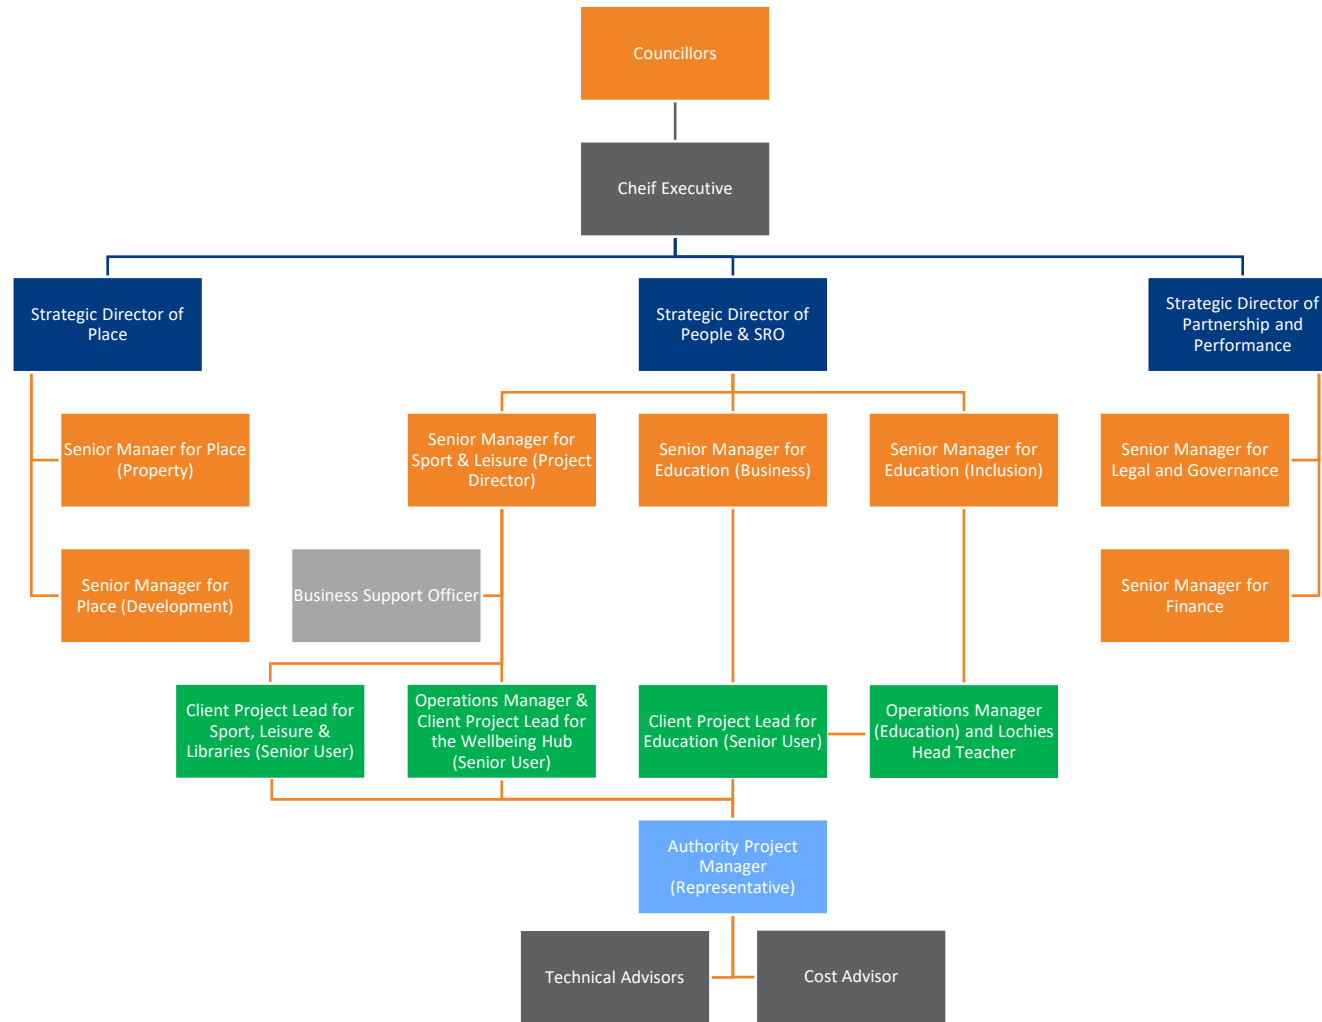 Councillors
Cheif Executive
Strategic Director of
Place
Strategic Director of
People & SRO
Strategic Director of
Partnership and
Performance
Senior Manaer for Place
(Property)
Senior Manager for
Sport & Leisure (Project
Director)
Senior Manager for
Education (Business)
Senior Manager for
Education (Inclusion)
Senior Manager for
Legal and Governance
Senior Manager for
Place (Development)
Business Support Officer
Senior Manager for
Finance
Client Project Lead for
Sport, Leisure &
Libraries (Senior User)
Operations Manager &
Client Project Lead for
the Wellbeing Hub
(Senior User)
Client Project Lead for
Education (Senior User)
Operations Manager
(Education) and Lochies
Head Teacher
Authority Project
Manager
(Representative)
Technical Advisors
Cost Advisor